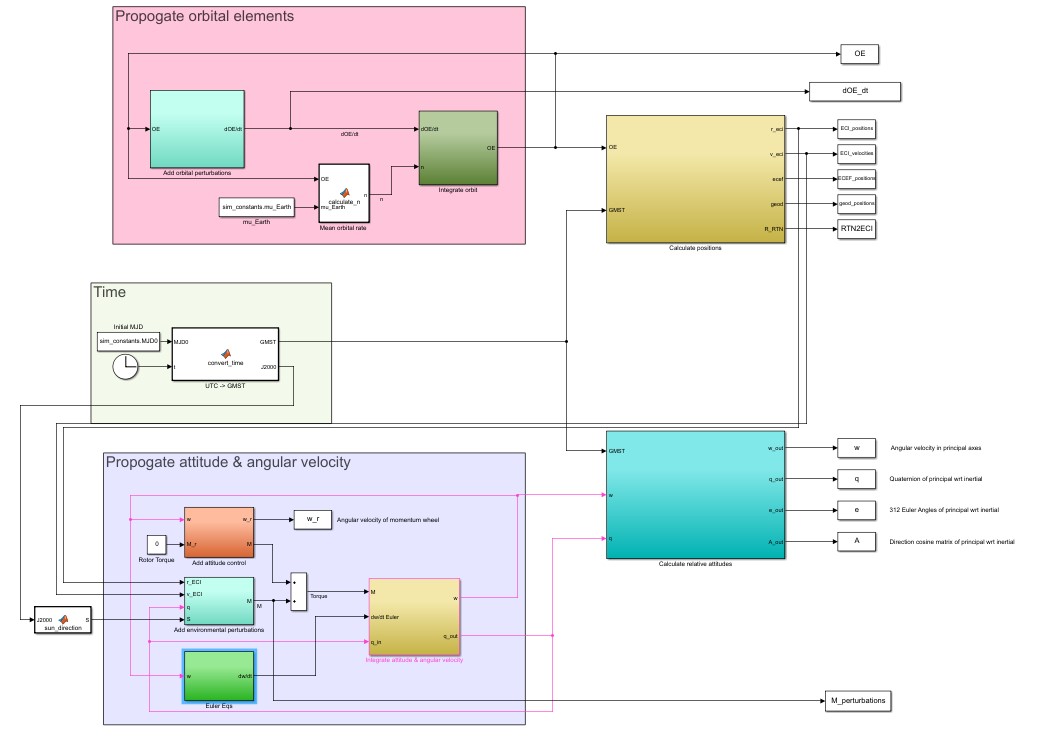 Propogate orbital elements
OE
dOE_dt
OE
dOE/dt
Add orbital perturbations
dOE/dt
dOE/dt
n
OE
Integrate orbit
OE
mu_Earth
calculate_n
n
n
Mean orbital rate
sim_constants.mu_Earth
mu_Earth
OE
GMST
r_eci
v_eci
ecef
geod
R_RTN
Calculate positions
ECI_positions
ECI_velocities
ECEF_positions
geod_positions
RTN2ECI
Time
Initial MJD
sim_constants.MJD0
MJD0
t
convert_time
GMST
J2000
UTC -> GMST
Propogate attitude & angular velocity
w
M_r
w_r
M
Add attitude control
w_r
Angular velocity of momentum wheel
0
Rotor Torque
r_ECI
v_ECI
q
S
M
M
Add environmental perturbations
+
+
Torque
M
dw/dt Euler
q_in
w
q_out
Integrate attitude & angular velocity
J2000
S
sun_direction
w
dw/dt
Euler Eqs
GMST
w
q
w_out
q_out
e_out
A_out
Calculate relative attitudes
w
Angular velocity in principal axes
q
Quaternion of principal wrt inertial
e
312 Euler Angles of principal wrt inertial
A
Direction cosine matrix of principal wrt inertial
M_perturbations